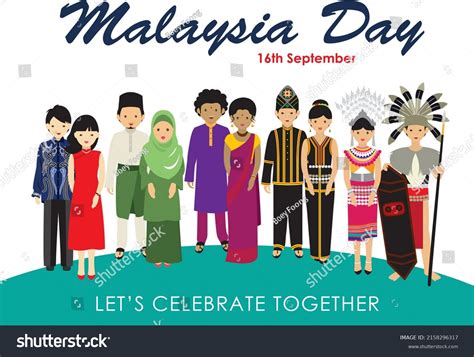 Malaysia Day
16th September
LET'S CELEBRATE TOGETHER
shutterstock
IMAGE ID: 2158296317
www.shutterstock.com